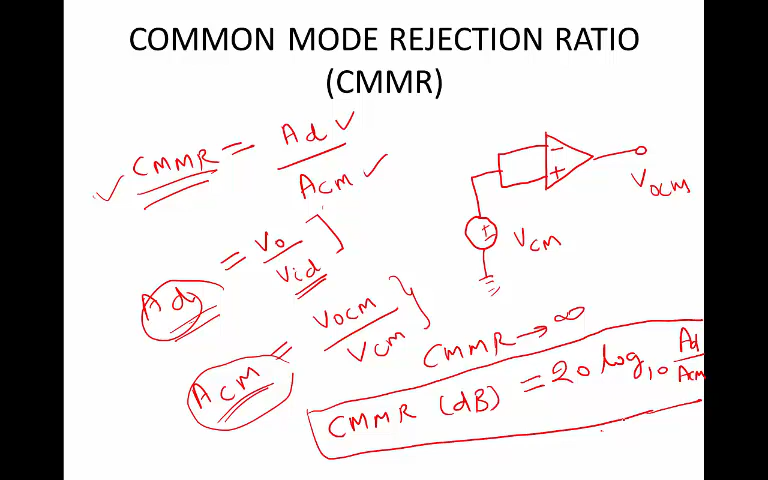 COMMON MODE REJECTION RATIO
(CMMR)
CMMR = Ad / ACM
Ad = Vo / Vid
ACM = VOCM / VCM
- +
VOCM
± VCM
CMMR → ∞
CMMR (dB) = 20 log10 Ad / ACM